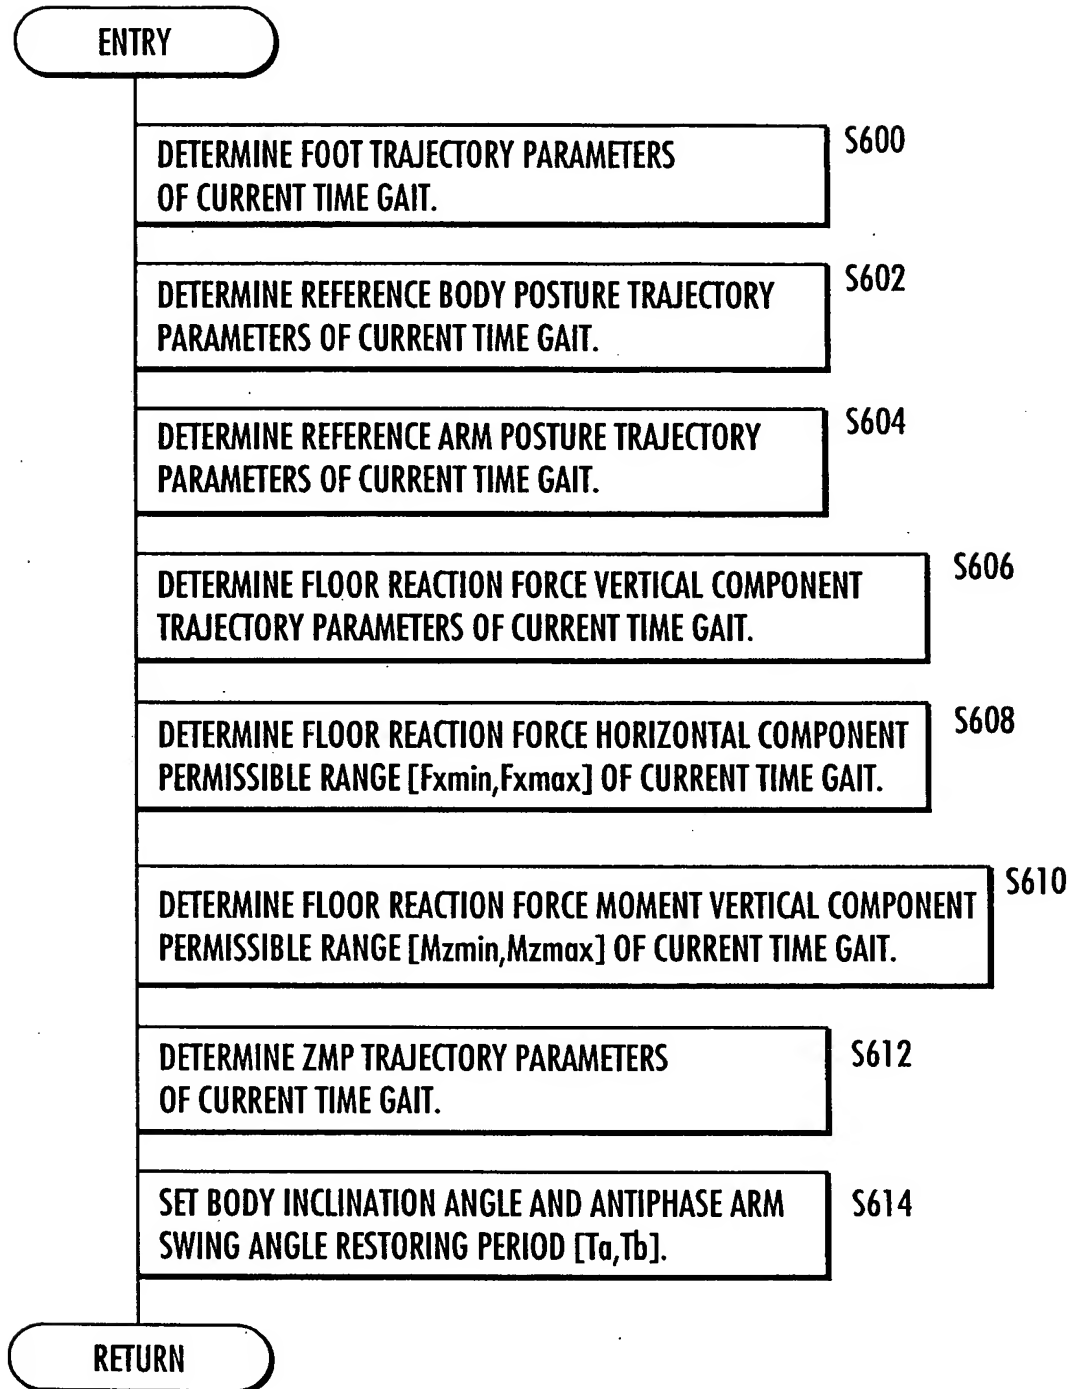 ENTRY
S600
DETERMINE FOOT TRAJECTORY PARAMETERS
OF CURRENT TIME GAIT.
S602
DETERMINE REFERENCE BODY POSTURE TRAJECTORY
PARAMETERS OF CURRENT TIME GAIT.
S604
DETERMINE REFERENCE ARM POSTURE TRAJECTORY
PARAMETERS OF CURRENT TIME GAIT.
S606
DETERMINE FLOOR REACTION FORCE VERTICAL COMPONENT
TRAJECTORY PARAMETERS OF CURRENT TIME GAIT.
S608
DETERMINE FLOOR REACTION FORCE HORIZONTAL COMPONENT
PERMISSIBLE RANGE [Fxmin,Fxmax] OF CURRENT TIME GAIT.
S610
DETERMINE FLOOR REACTION FORCE MOMENT VERTICAL COMPONENT
PERMISSIBLE RANGE [Mzmin,Mzmax] OF CURRENT TIME GAIT.
S612
DETERMINE ZMP TRAJECTORY PARAMETERS
OF CURRENT TIME GAIT.
S614
SET BODY INCLINATION ANGLE AND ANTIPHASE ARM
SWING ANGLE RESTORING PERIOD [Ta,Tb].
RETURN